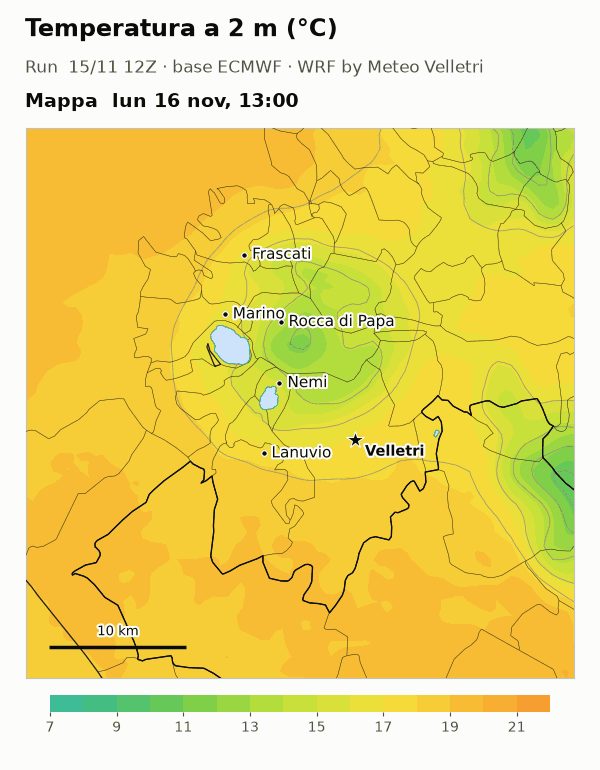 Temperatura a 2 m (°C)
Run  15/11 12Z · base ECMWF · WRF by Meteo Velletri
Mappa  lun 16 nov, 13:00
Frascati
Marino
Rocca di Papa
Nemi
Lanuvio
Velletri
10 km
7 9 11 13 15 17 19 21